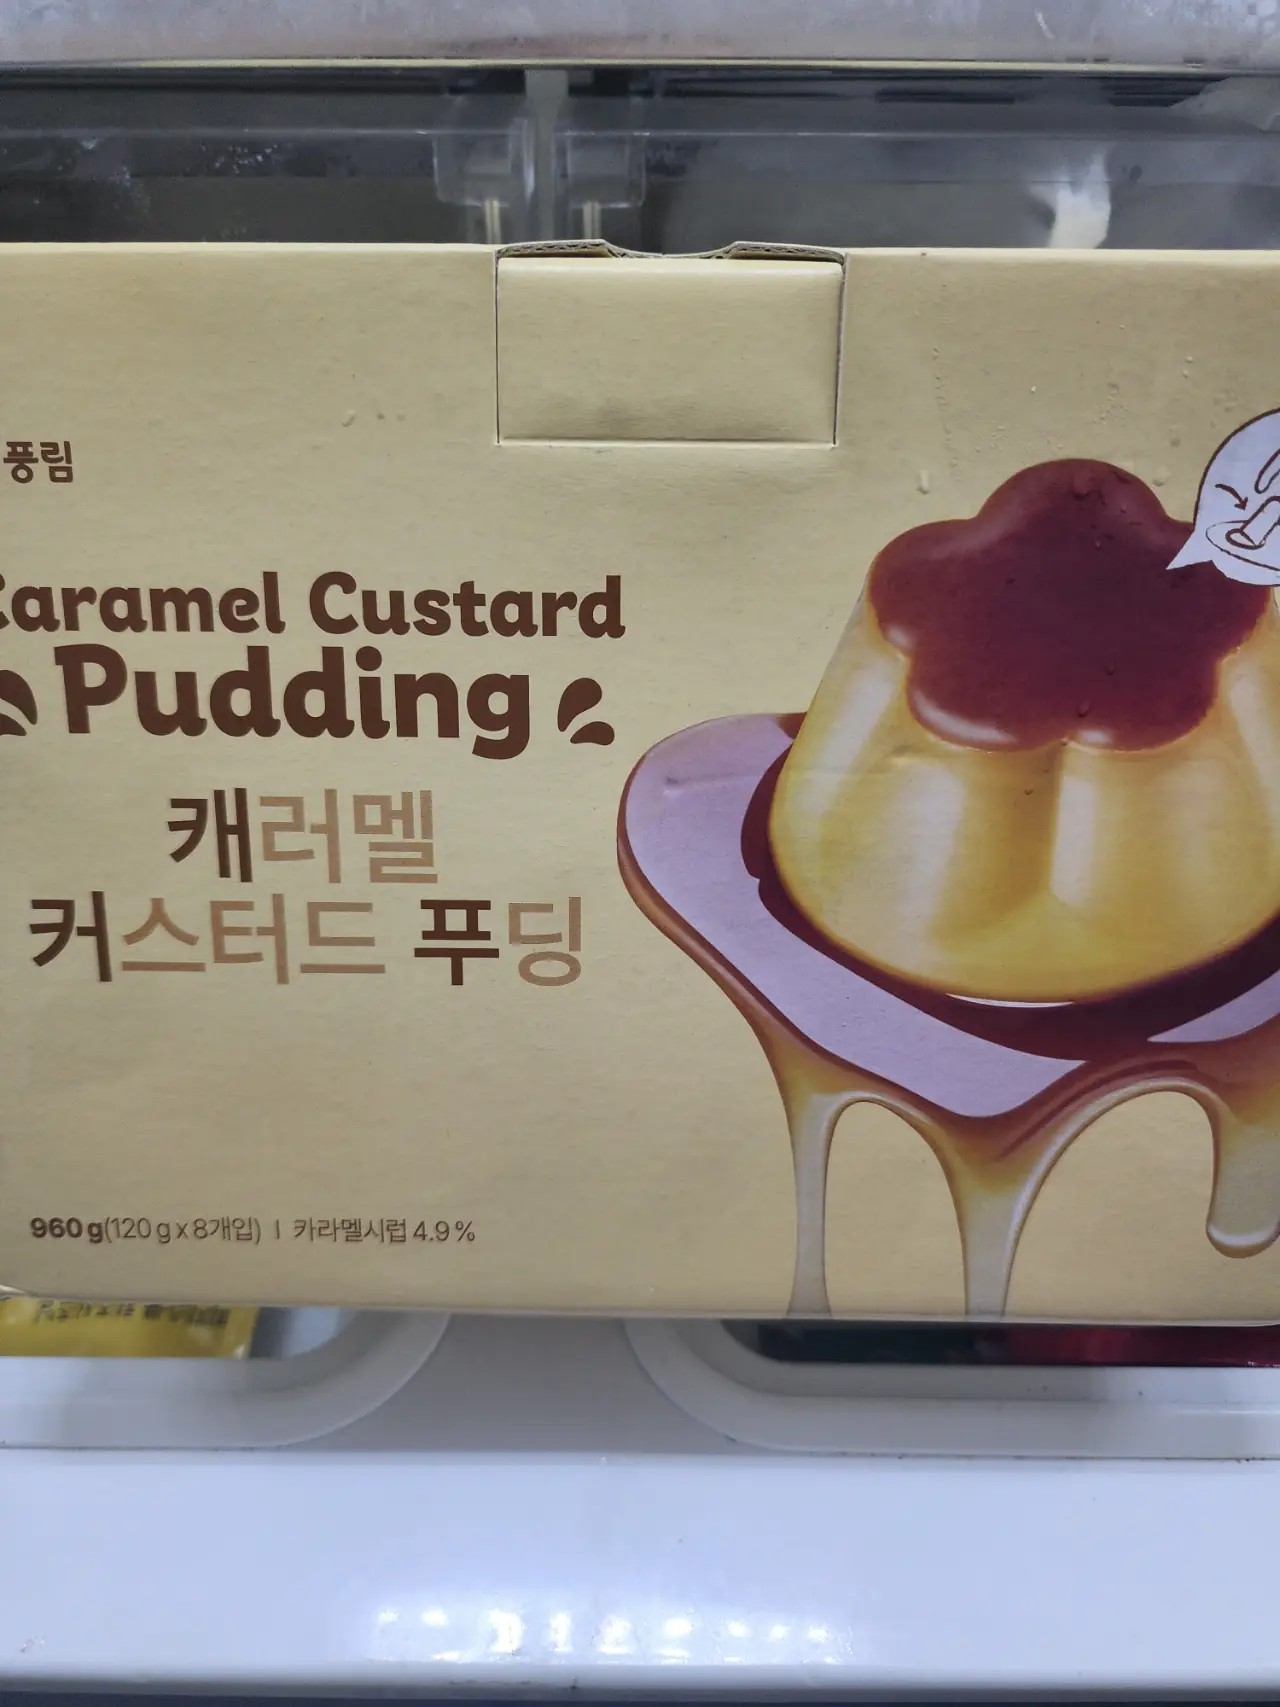 풍림
Caramel Custard
Pudding
캐러멜
커스터드 푸딩
960g(120g x 8개입) | 카라멜시럽 4.9%